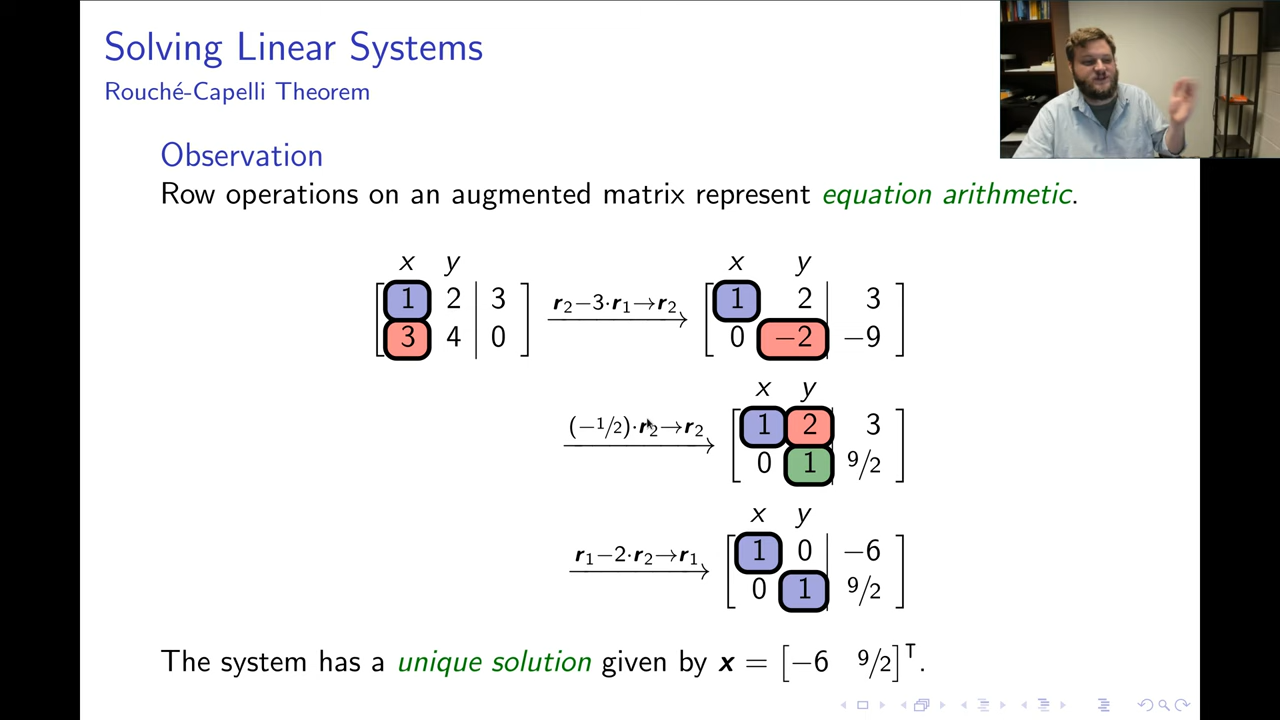 Solving Linear Systems
Rouché-Capelli Theorem
Observation
Row operations on an augmented matrix represent equation arithmetic.
x y x y
1 2 3 r₂−3·r₁→r₂ 1 2 3
3 4 0 0 −2 −9
x y
(−1/2)·r₂→r₂ 1 2 3
0 1 9/2
x y
r₁−2·r₂→r₁ 1 0 −6
0 1 9/2
The system has a unique solution given by x = [−6 9/2]ᵀ.